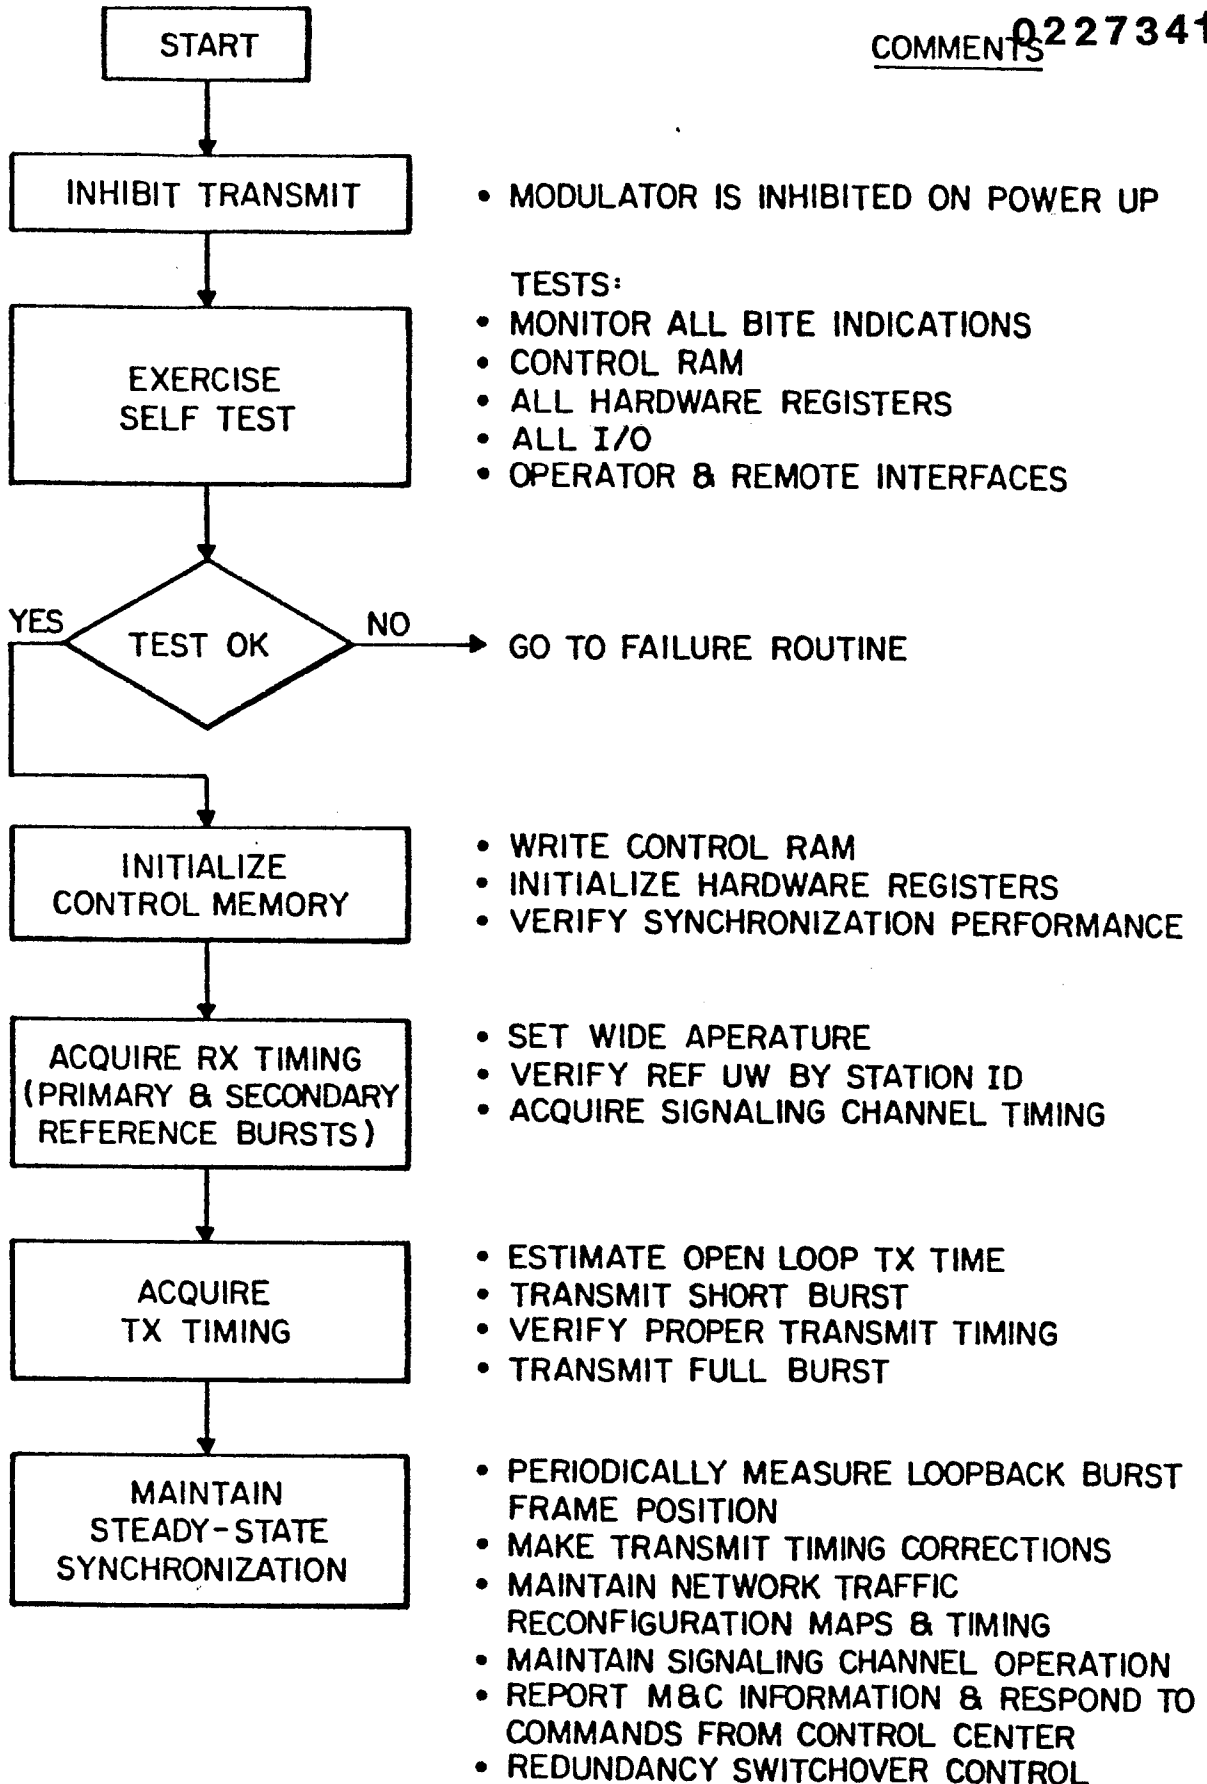 START
COMMENTS
0227341
INHIBIT TRANSMIT
• MODULATOR IS INHIBITED ON POWER UP
EXERCISE
SELF TEST
TESTS:
• MONITOR ALL BITE INDICATIONS
• CONTROL RAM
• ALL HARDWARE REGISTERS
• ALL I/O
• OPERATOR & REMOTE INTERFACES
YES
TEST OK
NO
GO TO FAILURE ROUTINE
INITIALIZE
CONTROL MEMORY
• WRITE CONTROL RAM
• INITIALIZE HARDWARE REGISTERS
• VERIFY SYNCHRONIZATION PERFORMANCE
ACQUIRE RX TIMING
(PRIMARY & SECONDARY
REFERENCE BURSTS)
• SET WIDE APERATURE
• VERIFY REF UW BY STATION ID
• ACQUIRE SIGNALING CHANNEL TIMING
ACQUIRE
TX TIMING
• ESTIMATE OPEN LOOP TX TIME
• TRANSMIT SHORT BURST
• VERIFY PROPER TRANSMIT TIMING
• TRANSMIT FULL BURST
MAINTAIN
STEADY-STATE
SYNCHRONIZATION
• PERIODICALLY MEASURE LOOPBACK BURST
FRAME POSITION
• MAKE TRANSMIT TIMING CORRECTIONS
• MAINTAIN NETWORK TRAFFIC
RECONFIGURATION MAPS & TIMING
• MAINTAIN SIGNALING CHANNEL OPERATION
• REPORT M&C INFORMATION & RESPOND TO
COMMANDS FROM CONTROL CENTER
• REDUNDANCY SWITCHOVER CONTROL